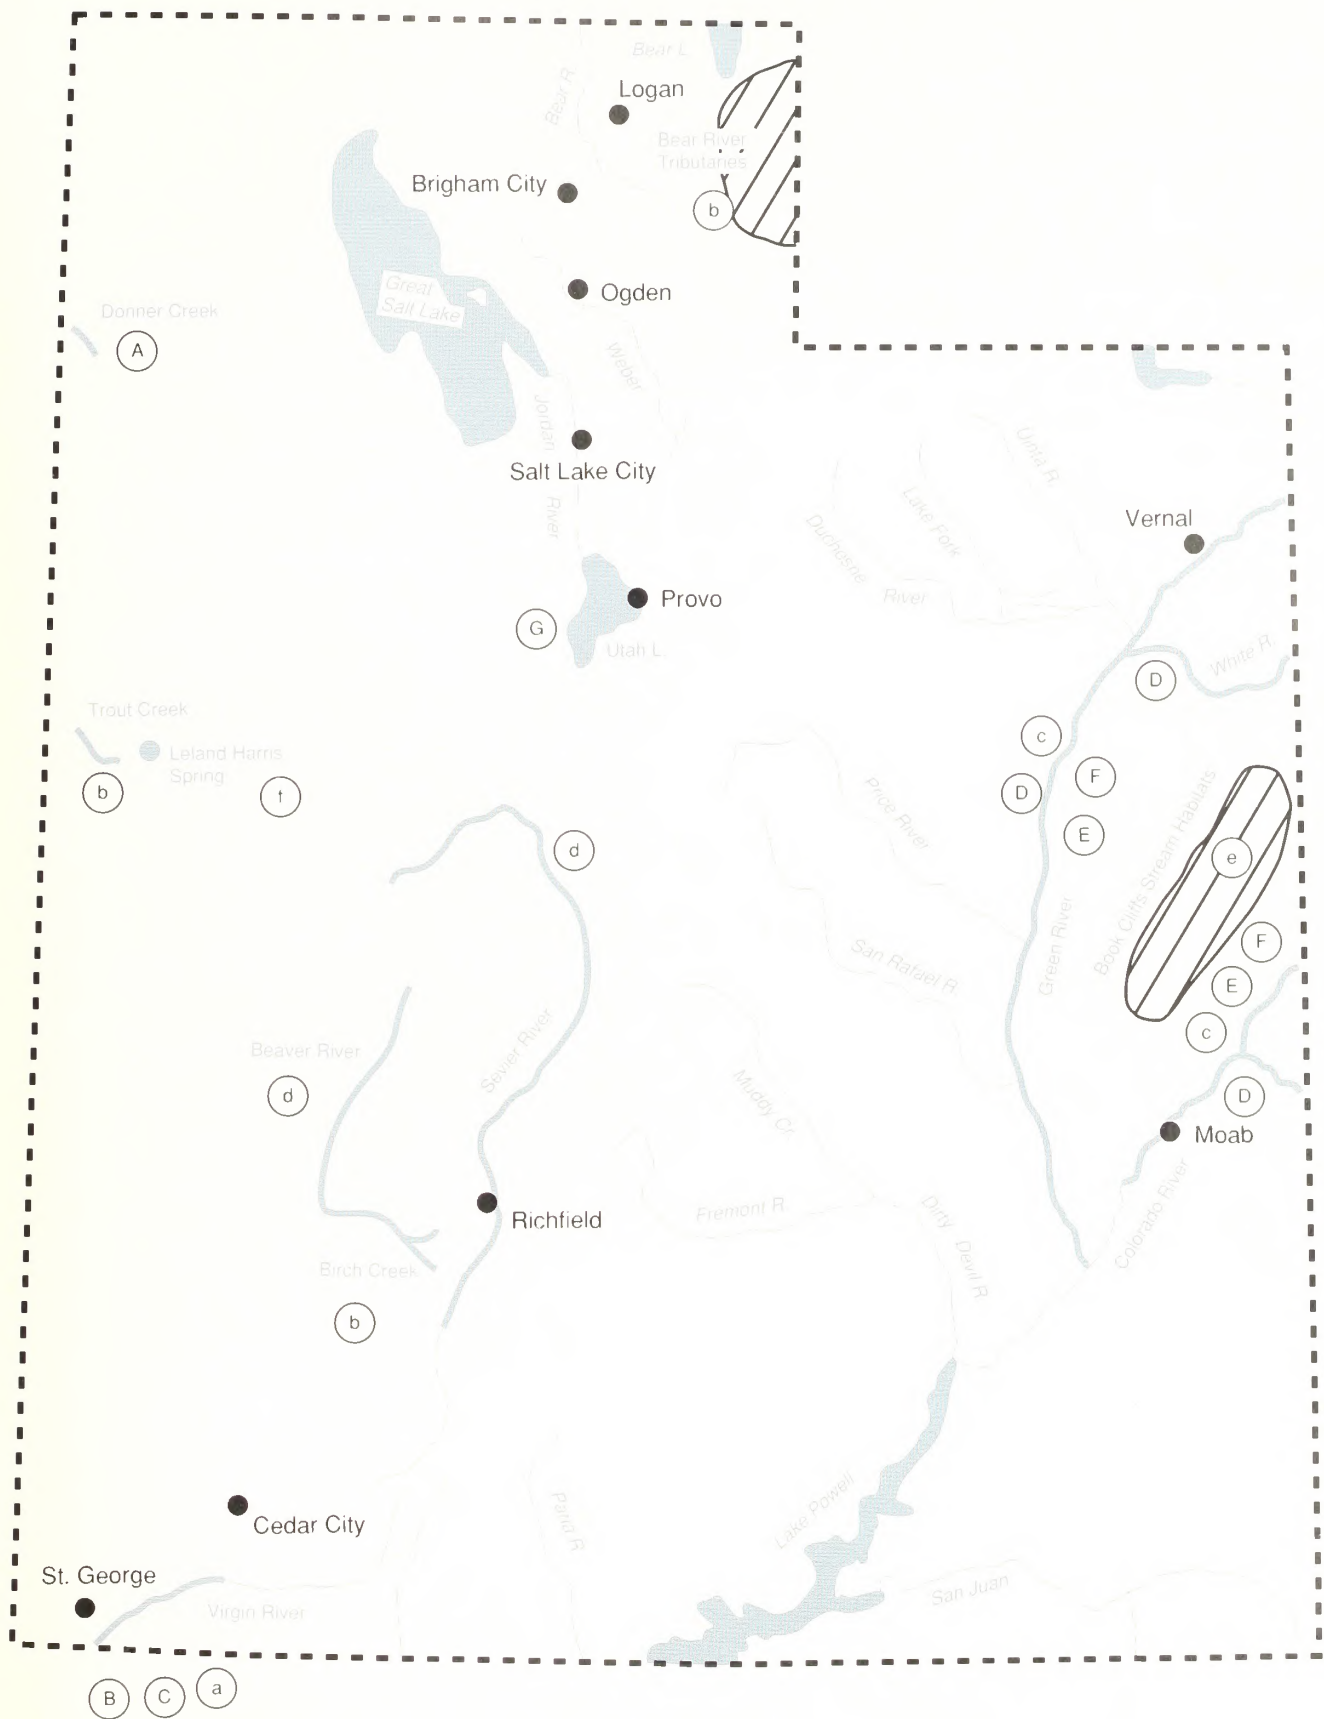 Bear L.
Bear R.
Logan
Bear River
Tributaries
Brigham City
b
Great
Salt Lake
Ogden
Donner Creek
A
Weber
Jordan
River
Salt Lake City
Uinta R.
Lake Fork
Duchesne
River
Vernal
Provo
G
Utah L.
White R.
D
Trout Creek
Leland Harris
Spring
b
t
c
F
D
E
d
Price River
Book Cliffs Stream Habitats
e
Green River
San Rafael R.
F
E
c
Beaver River
d
Sevier River
Muddy Cr.
D
Moab
Richfield
Fremont R.
Dirty
Devil R.
Colorado River
Birch Creek
b
Cedar City
Paria R.
Lake Powell
St. George
Virgin River
San Juan
B
C
a